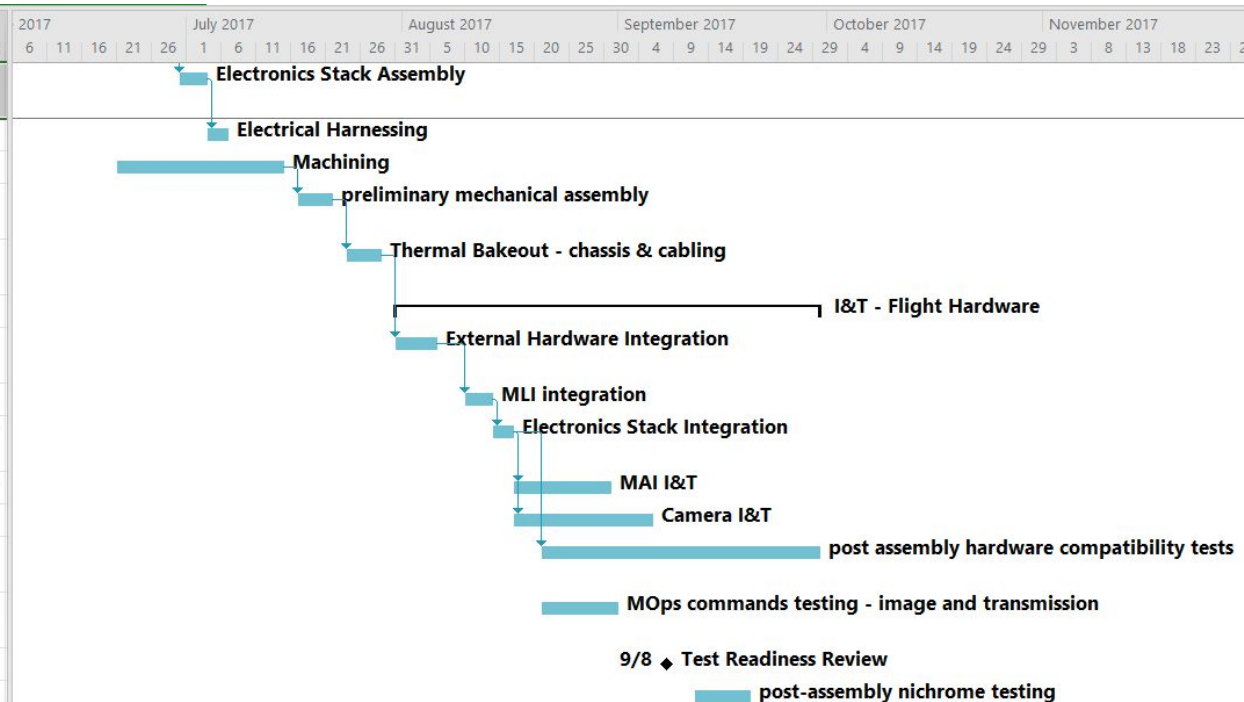 2017 July 2017 August 2017 September 2017 October 2017 November 2017
6 11 16 21 26 1 6 11 16 21 26 31 5 10 15 20 25 30 4 9 14 19 24 29 4 9 14 19 24 29 3 8 13 18 23
Electronics Stack Assembly
Electrical Harnessing
Machining
preliminary mechanical assembly
Thermal Bakeout - chassis & cabling
I&T - Flight Hardware
External Hardware Integration
MLI integration
Electronics Stack Integration
MAI I&T
Camera I&T
post assembly hardware compatibility tests
MOps commands testing - image and transmission
9/8 Test Readiness Review
post-assembly nichrome testing